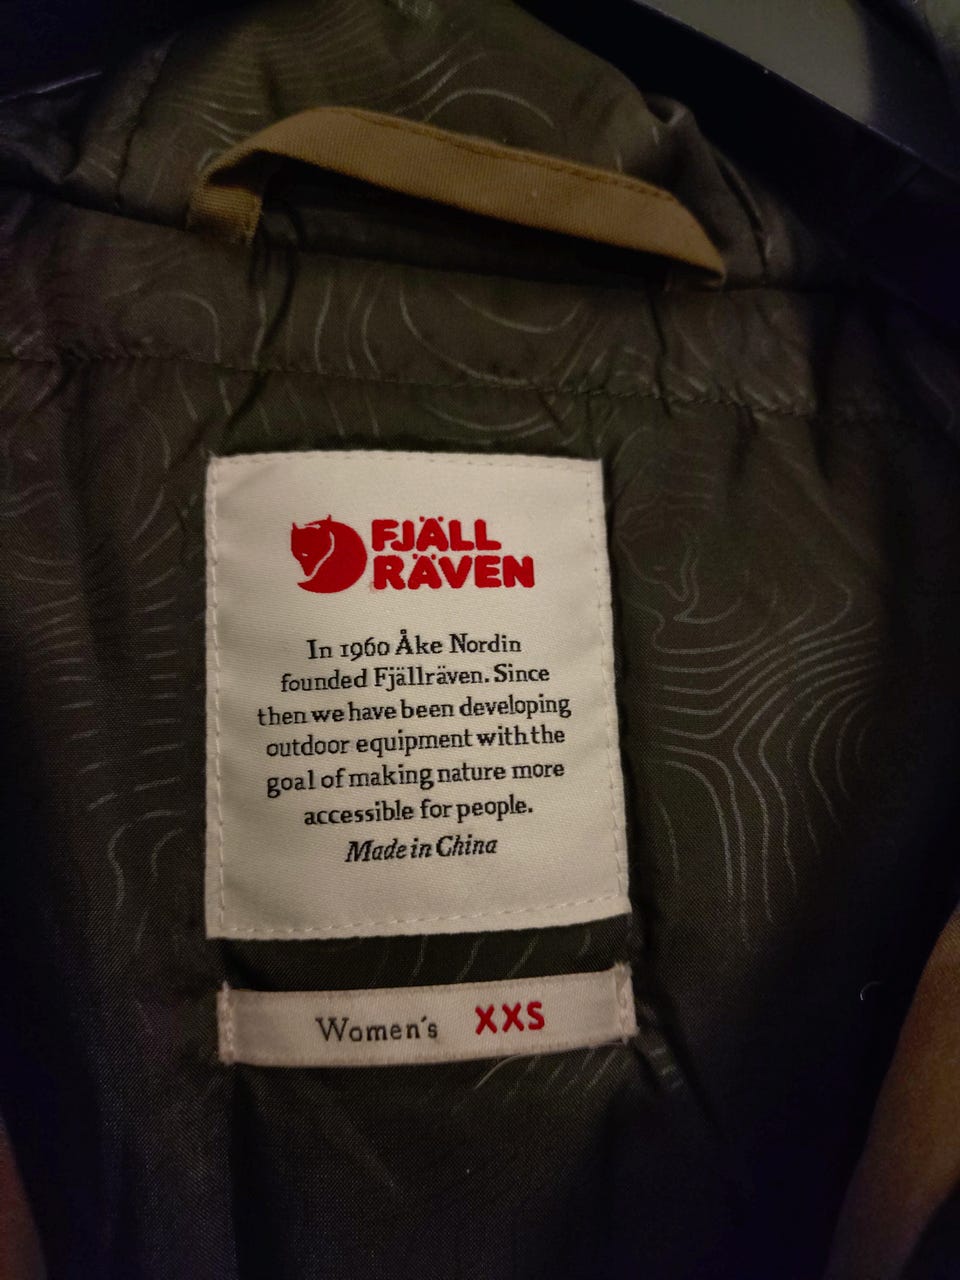 FJÄLL
RÄVEN
In 1960 Åke Nordin
founded Fjällräven. Since
then we have been developing
outdoor equipment with the
goal of making nature more
accessible for people.
Made in China
Women´s XXS